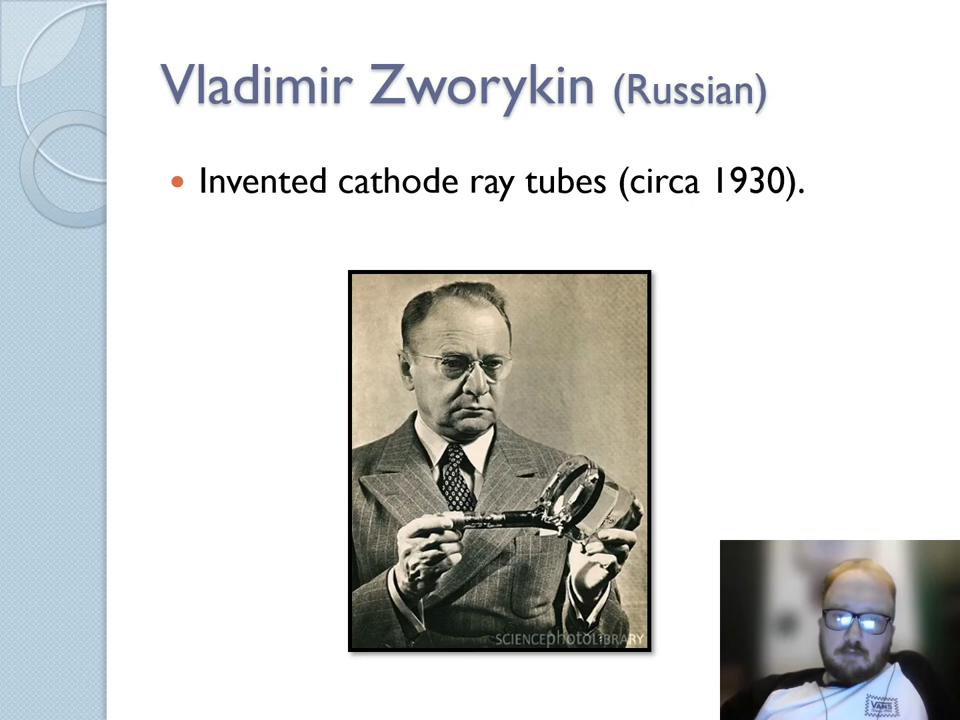 Vladimir Zworykin (Russian)
Invented cathode ray tubes (circa 1930).
SCIENCEphotoLIBRARY
VANS